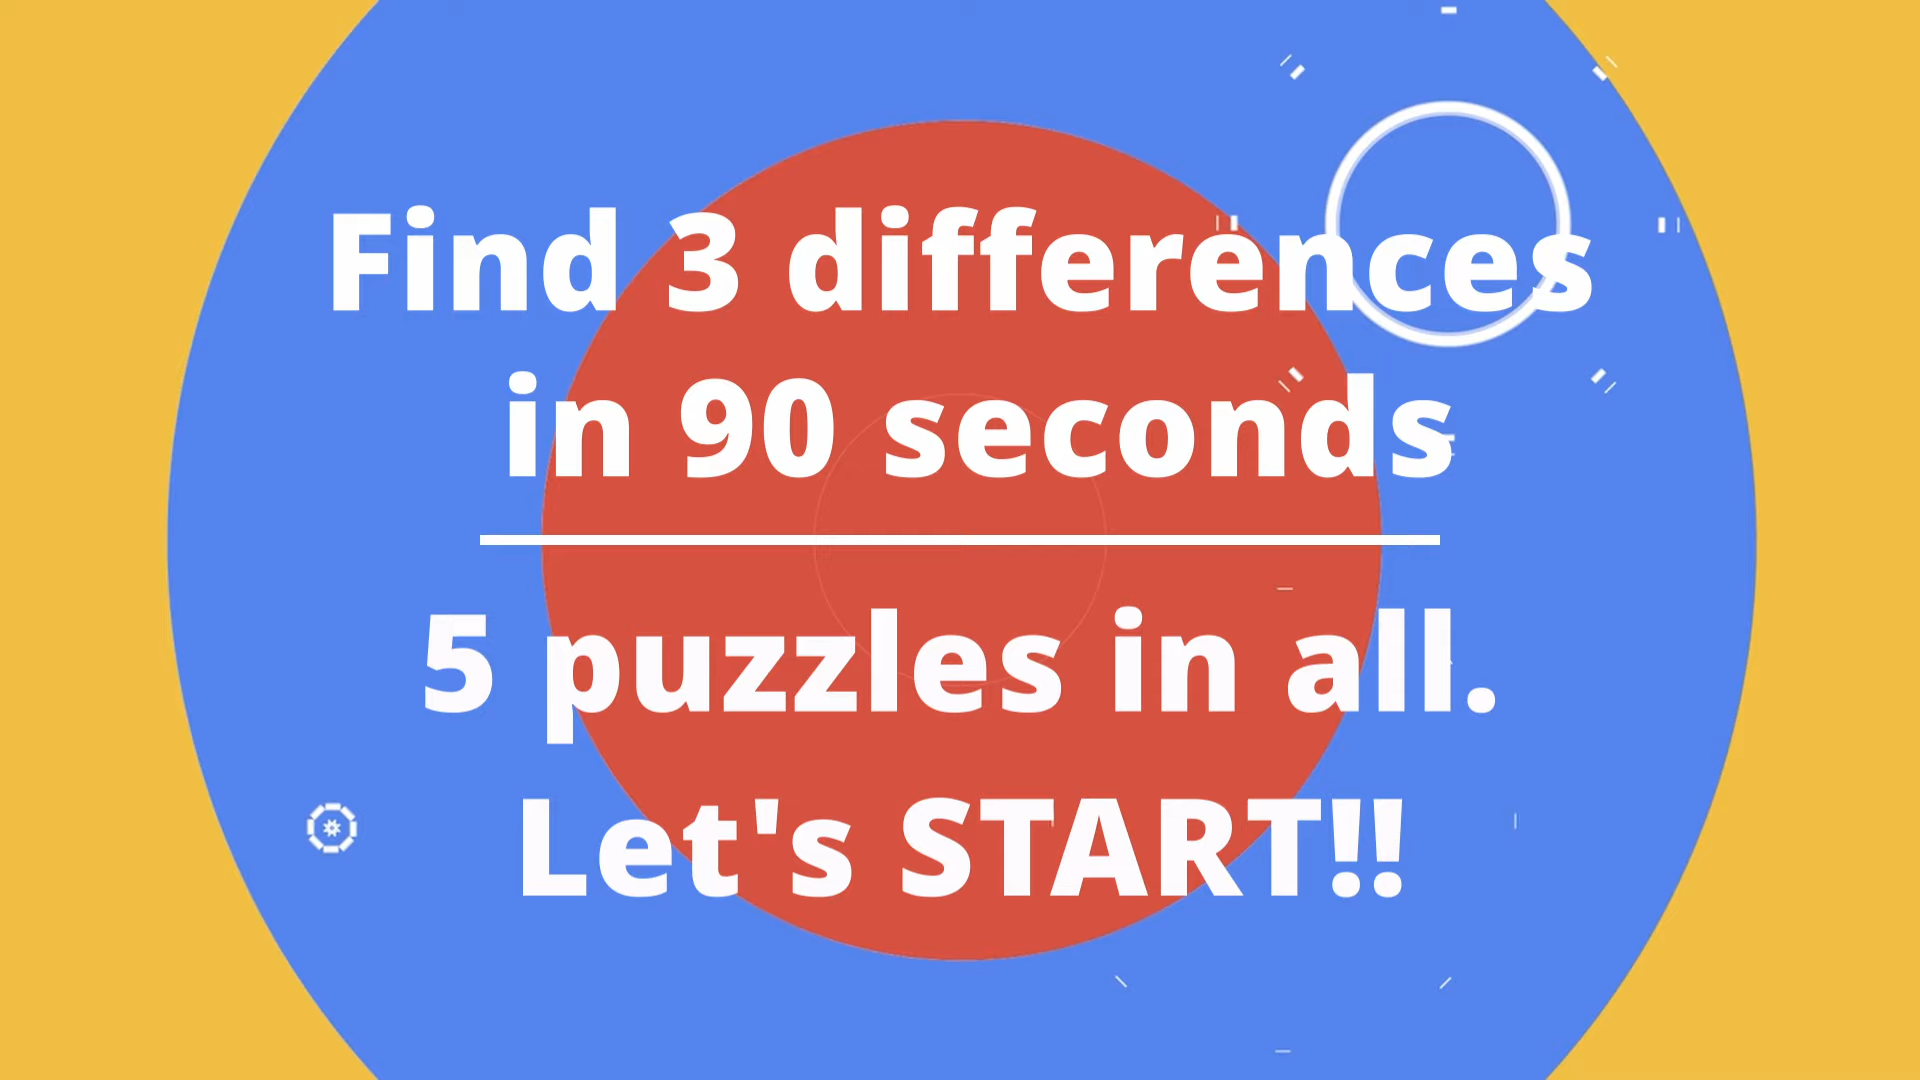 Find 3 differences
in 90 seconds
5 puzzles in all.
Let's START!!